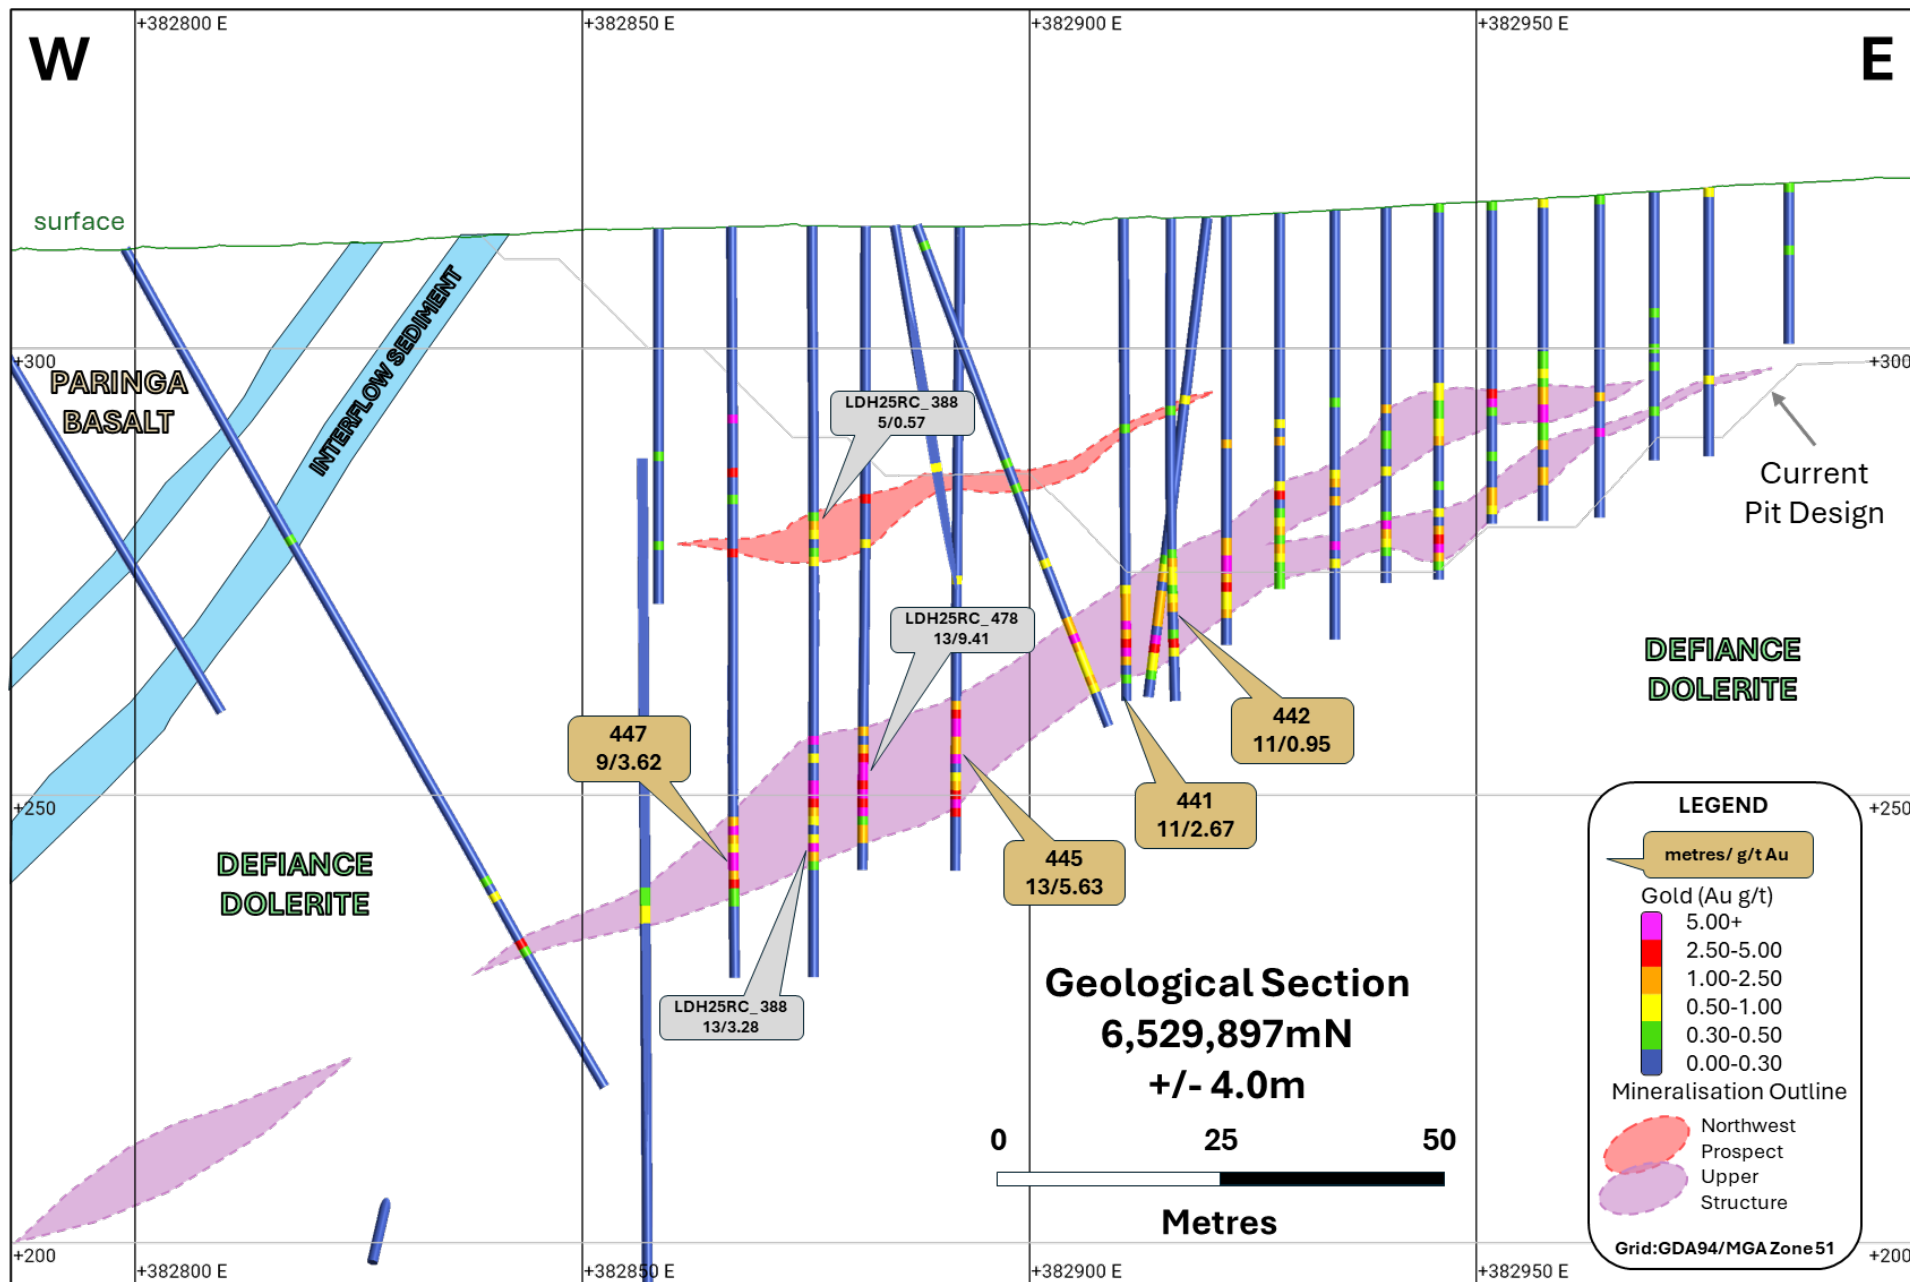 +382800 E
+382850 E
+382900 E
+382950 E
W
E
surface
+300
+300
PARINGA
BASALT
INTERFLOW SEDIMENT
LDH25RC_388
5/0.57
Current
Pit Design
LDH25RC_478
13/9.41
DEFIANCE
DOLERITE
447
9/3.62
442
11/0.95
441
11/2.67
+250
+250
445
13/5.63
DEFIANCE
DOLERITE
LDH25RC_388
13/3.28
Geological Section
6,529,897mN
+/- 4.0m
0
25
50
Metres
LEGEND
metres/ g/t Au
Gold (Au g/t)
5.00+
2.50-5.00
1.00-2.50
0.50-1.00
0.30-0.50
0.00-0.30
Mineralisation Outline
Northwest
Prospect
Upper
Structure
Grid:GDA94/MGA Zone 51
+200
+200
+382800 E
+382850 E
+382900 E
+382950 E